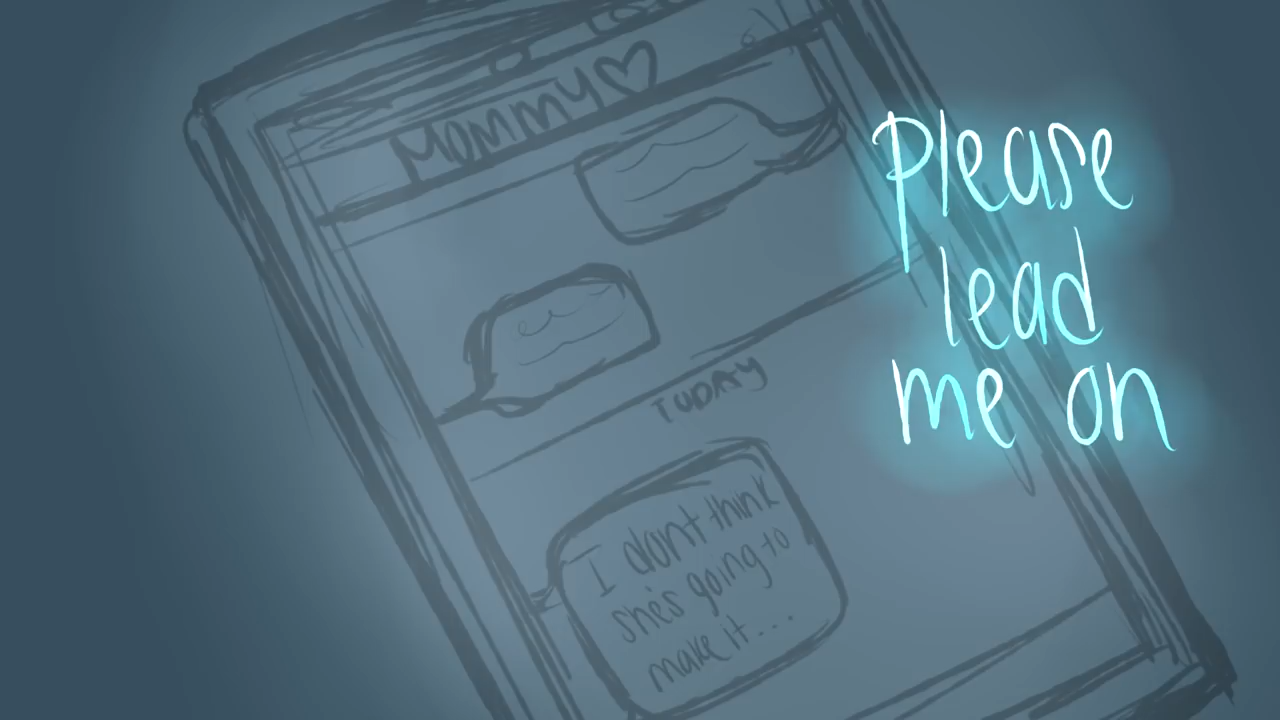 Mommy♡
TODAY
I dont think
she's going to
make it...
please
lead
me on